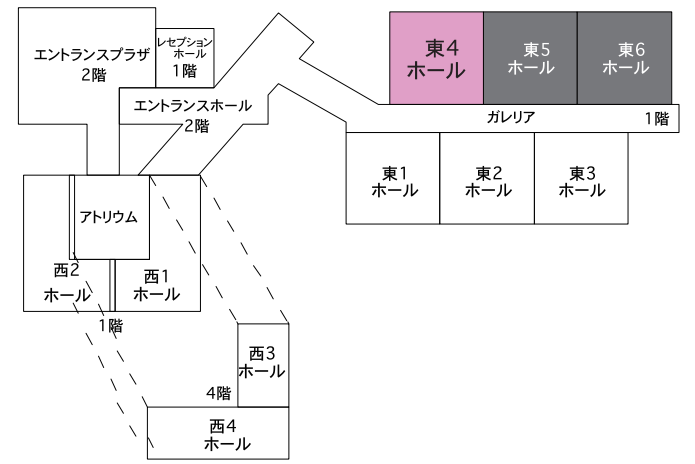 エントランスプラザ
2階
レセプション
ホール
1階
エントランスホール
2階
東4
ホール
東5
ホール
東6
ホール
ガレリア
1階
東1
ホール
東2
ホール
東3
ホール
アトリウム
西2
ホール
西1
ホール
1階
西3
ホール
4階
西4
ホール